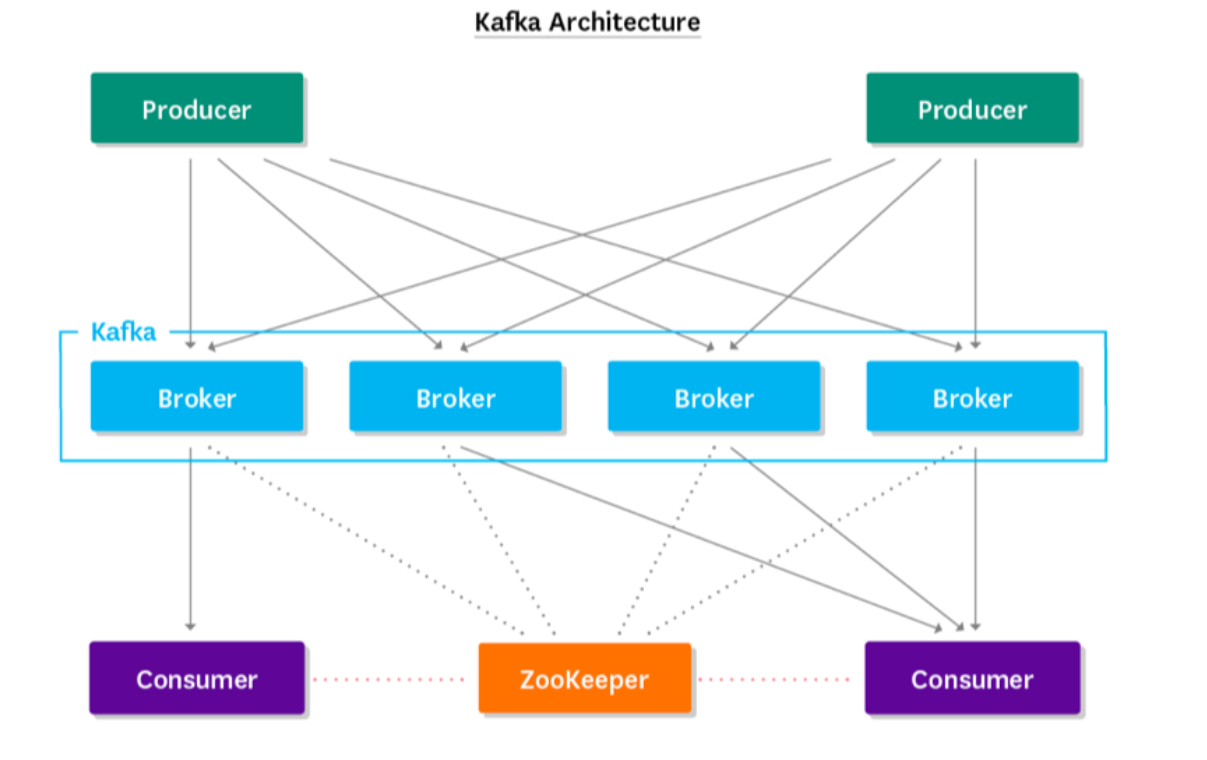 Kafka Architecture
Producer
Producer
Kafka
Broker
Broker
Broker
Broker
Consumer
ZooKeeper
Consumer